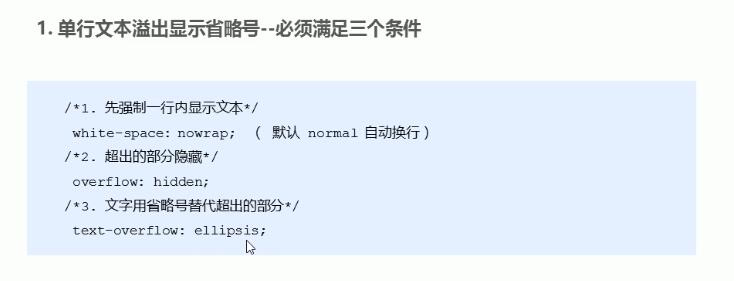 1. 单行文本溢出显示省略号--必须满足三个条件
/*1. 先强制一行内显示文本*/
white-space: nowrap; （ 默认 normal 自动换行）
/*2. 超出的部分隐藏*/
overflow: hidden;
/*3. 文字用省略号替代超出的部分*/
text-overflow: ellipsis;